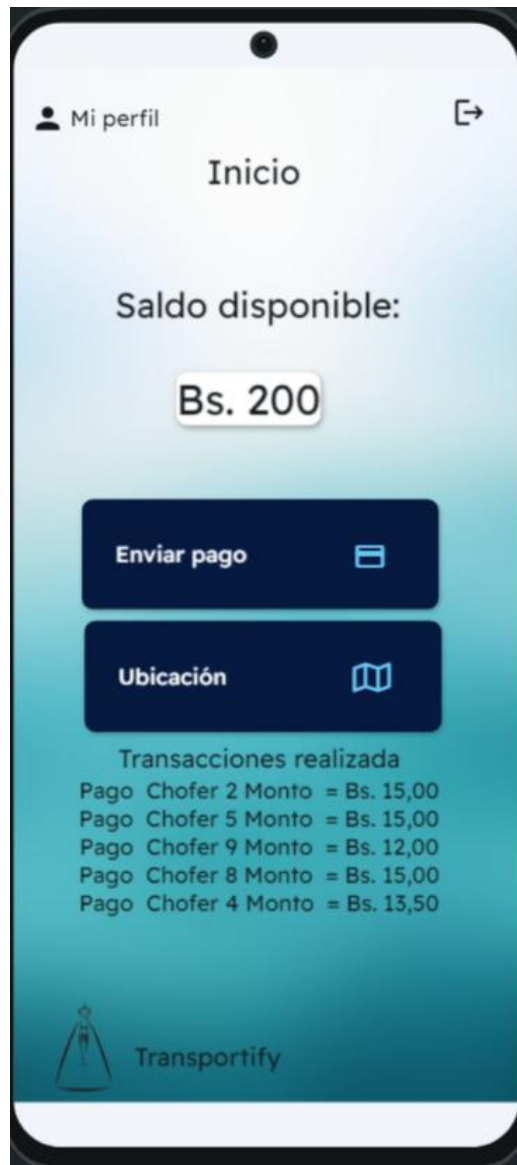 Mi perfil
Inicio
Saldo disponible:
Bs. 200
Enviar pago
Ubicación
Transacciones realizada
Pago Chofer 2 Monto = Bs. 15,00
Pago Chofer 5 Monto = Bs. 15,00
Pago Chofer 9 Monto = Bs. 12,00
Pago Chofer 8 Monto = Bs. 15,00
Pago Chofer 4 Monto = Bs. 13,50
Transportify